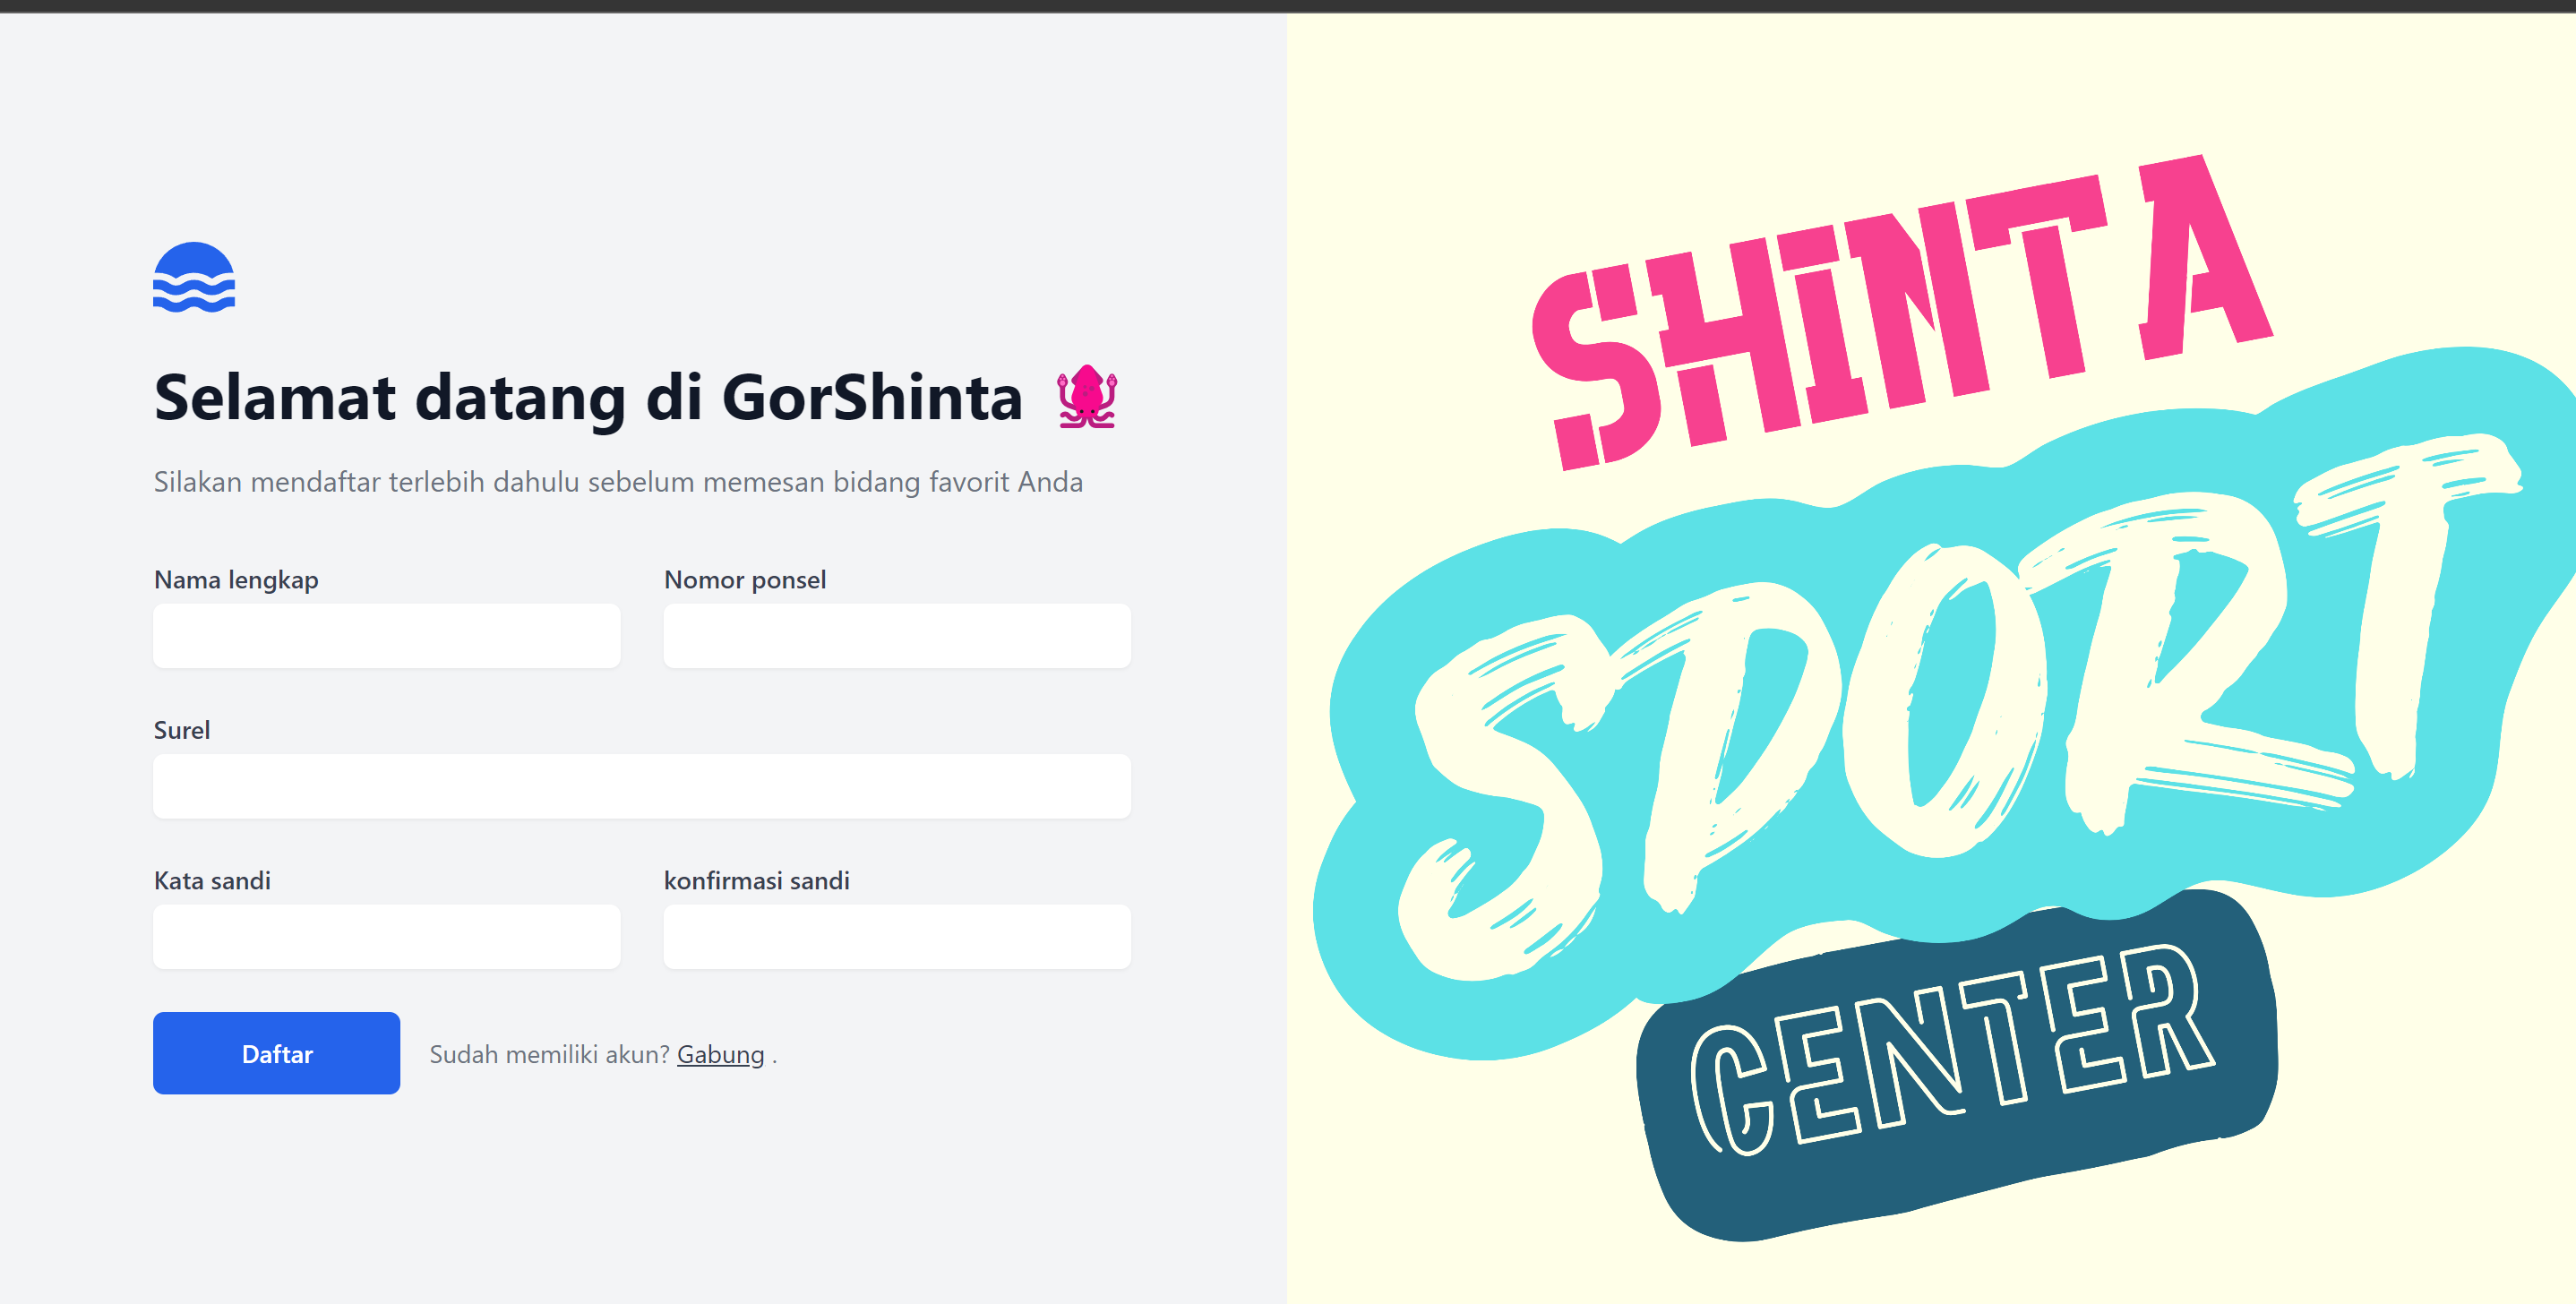 Selamat datang di GorShinta
Silakan mendaftar terlebih dahulu sebelum memesan bidang favorit Anda
Nama lengkap
Nomor ponsel
Surel
Kata sandi
konfirmasi sandi
Daftar
Sudah memiliki akun? Gabung .
SHiNTA
SPORT
CENTER